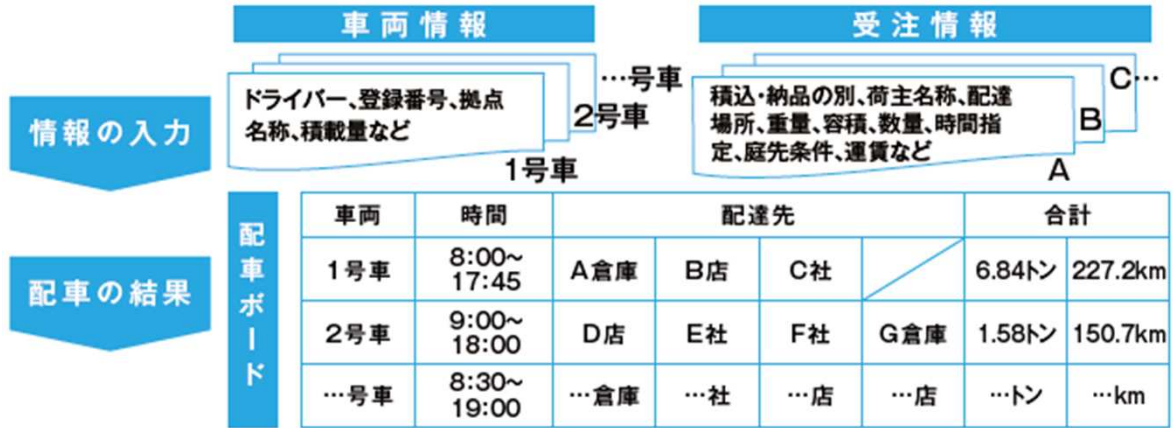 車両情報
受注情報
情報の入力
ドライバー、登録番号、拠点
名称、積載量など
1号車
2号車
…号車
積込・納品の別、荷主名称、配達
場所、重量、容積、数量、時間指
定、庭先条件、運賃など
A
B
C…
配車の結果
配車ボード
車両 時間 配達先 合計
1号車 8:00~ 17:45 A倉庫 B店 C社 6.84トン 227.2km
2号車 9:00~ 18:00 D店 E社 F社 G倉庫 1.58トン 150.7km
…号車 8:30~ 19:00 …倉庫 …社 …店 …店 …トン …km